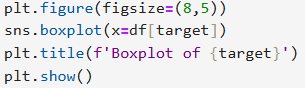 plt.figure(figsize=(8,5))
sns.boxplot(x=df[target])
plt.title(f'Boxplot of {target}')
plt.show()